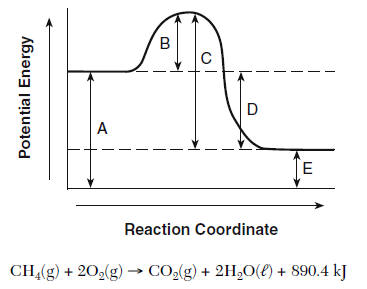 Potential Energy
B
C
D
A
E
Reaction Coordinate
CH₄(g) + 2O₂(g) → CO₂(g) + 2H₂O(ℓ) + 890.4 kJ